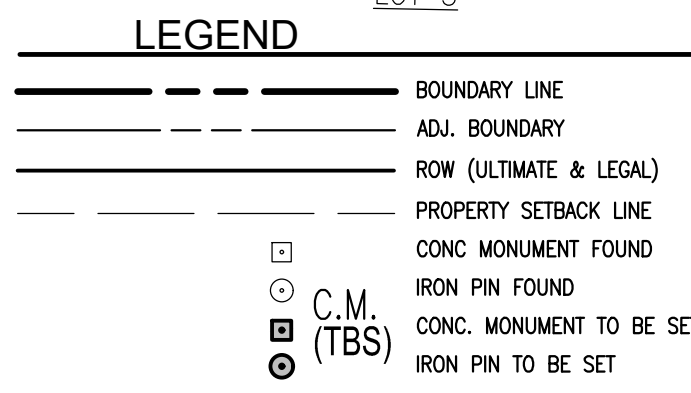 LEGEND
BOUNDARY LINE
ADJ. BOUNDARY
ROW (ULTIMATE & LEGAL)
PROPERTY SETBACK LINE
CONC MONUMENT FOUND
IRON PIN FOUND
C.M.
(TBS)
CONC. MONUMENT TO BE SE
IRON PIN TO BE SET